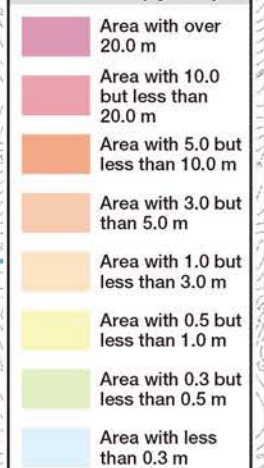 Area with over
20.0 m
Area with 10.0
but less than
20.0 m
Area with 5.0 but
less than 10.0 m
Area with 3.0 but
than 5.0 m
Area with 1.0 but
less than 3.0 m
Area with 0.5 but
less than 1.0 m
Area with 0.3 but
less than 0.5 m
Area with less
than 0.3 m